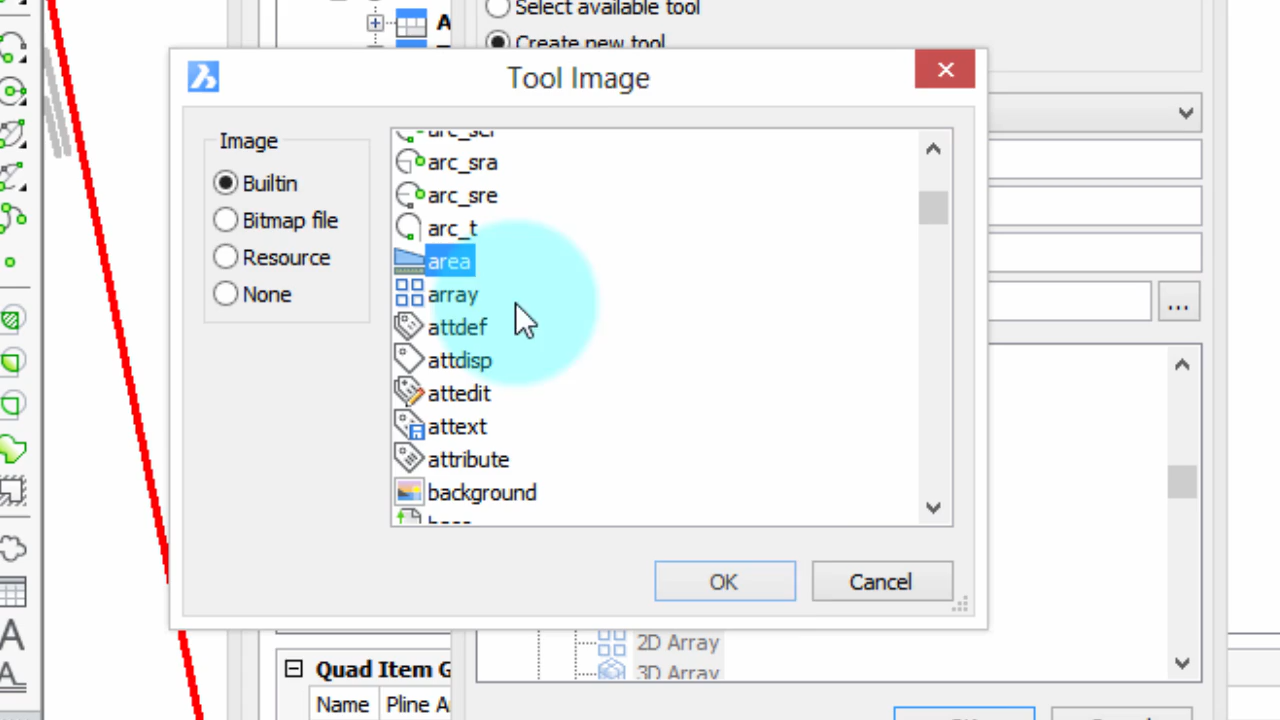 Select available tool
A
Create new tool
Tool Image
Image
Builtin
Bitmap file
Resource
None
arc_sra
arc_sre
arc_t
area
array
attdef
attdisp
attedit
attext
attribute
background
OK
Cancel
...
2D Array
3D Array
Quad Item G
Name
Pline A